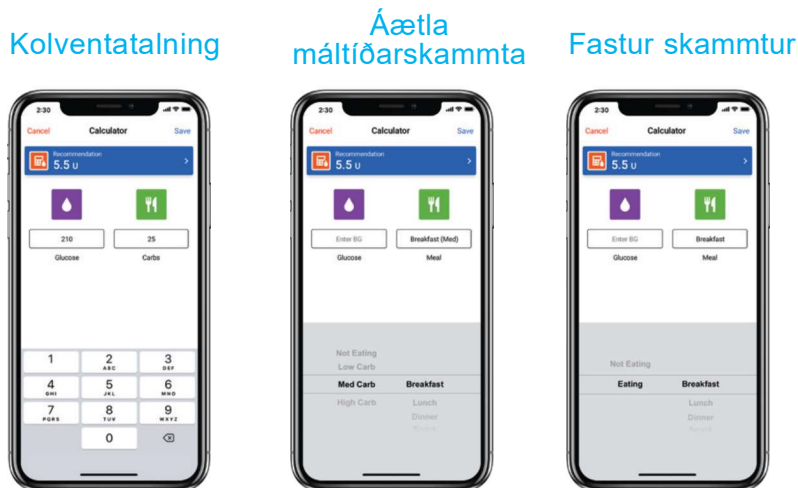 Kolventatalning
Áætla
máltíðarskammta
Fastur skammtur
2:30
Cancel Calculator Save
Recommendation
5.5 U
210 25
Glucose Carbs
1 2 3
ABC DEF
4 5 6
GHI JKL MNO
7 8 9
PQRS TUV WXYZ
0
2:30
Cancel Calculator Save
Recommendation
5.5 U
Enter BG Breakfast (Med)
Glucose Meal
Not Eating
Low Carb
Med Carb Breakfast
High Carb Lunch
Dinner
2:30
Cancel Calculator Save
Recommendation
5.5 U
Enter BG Breakfast
Glucose Meal
Not Eating
Eating Breakfast
Lunch
Dinner